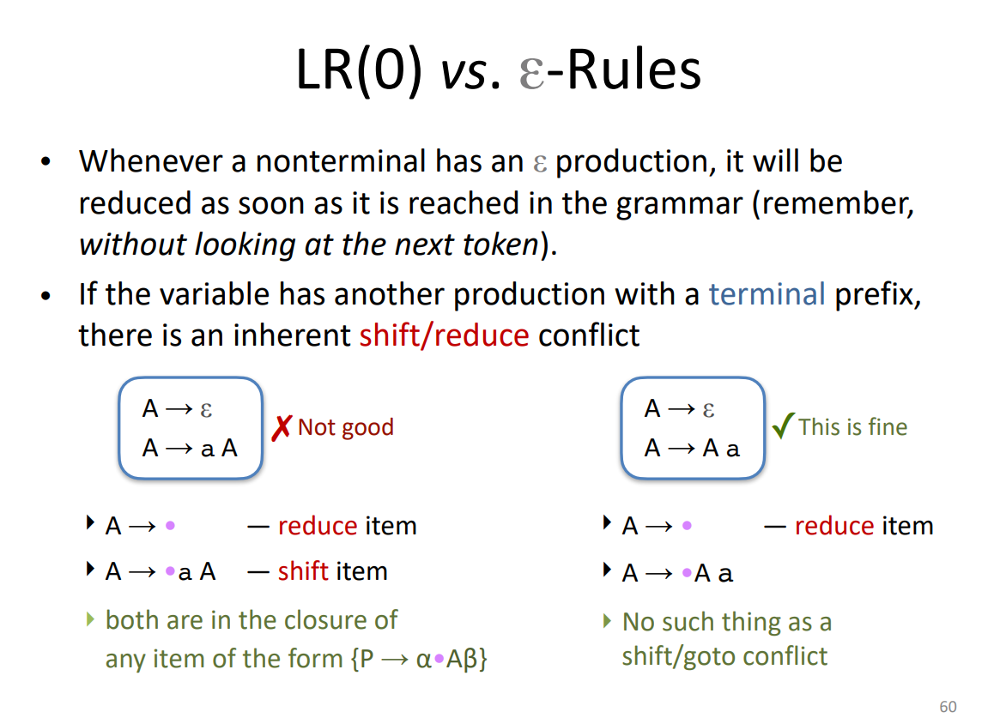 LR(0) vs. ε-Rules
• Whenever a nonterminal has an ε production, it will be
reduced as soon as it is reached in the grammar (remember,
without looking at the next token).
• If the variable has another production with a terminal prefix,
there is an inherent shift/reduce conflict
A → ε
A → a A
✗ Not good
A → • — reduce item
A → •a A — shift item
both are in the closure of
any item of the form {P → α•Aβ}
A → ε
A → A a
✓ This is fine
A → • — reduce item
A → •A a
No such thing as a
shift/goto conflict
60